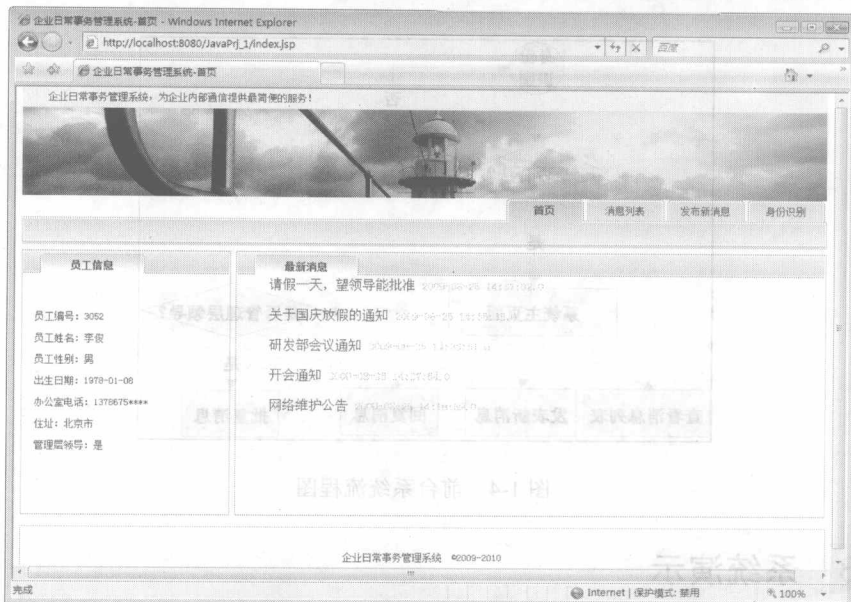 企业日常事务管理系统-首页 - Windows Internet Explorer
http://localhost:8080/JavaPrj_1/index.jsp
百度
企业日常事务管理系统-首页
企业日常事务管理系统,为企业内部通信提供最简便的服务!
首页 消息列表 发布新消息 身份识别
员工信息
员工编号:3052
员工姓名:李俊
员工性别:男
出生日期:1978-01-08
办公室电话:1378675****
住址:北京市
管理层领导:是
最新消息
请假一天,望领导能批准
关于国庆放假的通知
研发部会议通知
开会通知
网络维护公告
企业日常事务管理系统 ©2009-2010
完成
Internet | 保护模式: 禁用
100%